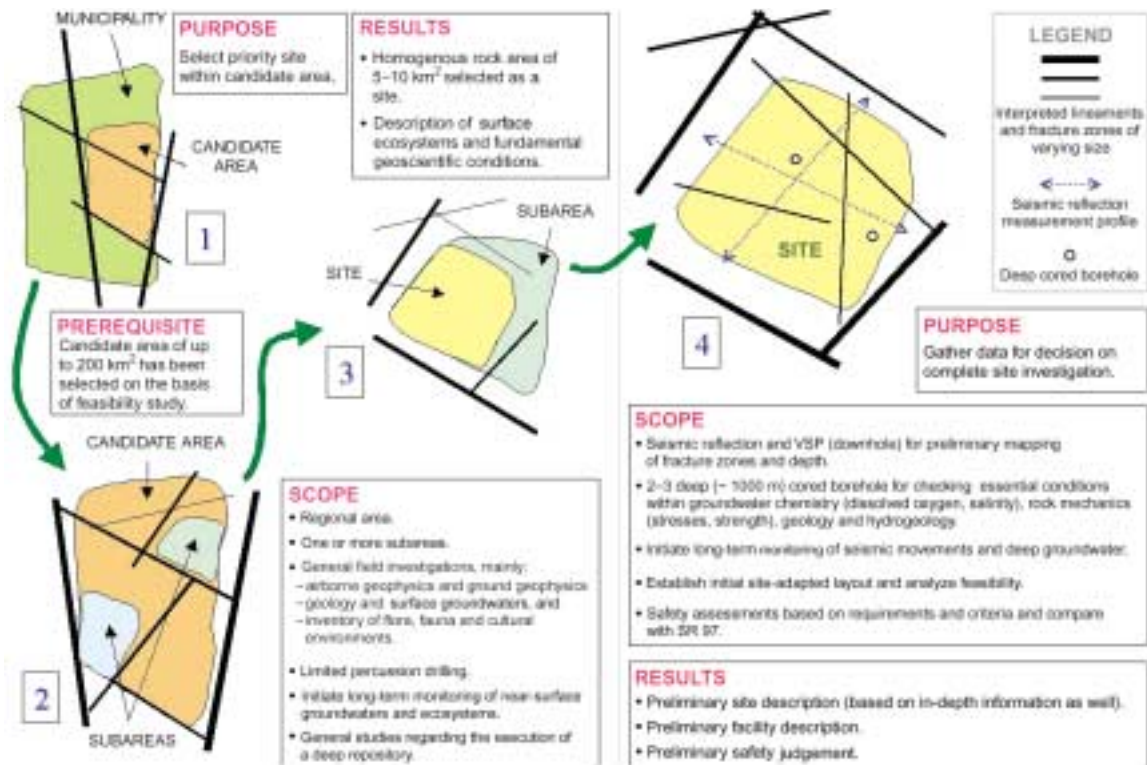 MUNICIPALITY
PURPOSE
Select priority site
within candidate area.
RESULTS
• Homogenous rock area of
5–10 km² selected as a
site.
• Description of surface
ecosystems and fundamental
geoscientific conditions.
CANDIDATE
AREA
1
PREREQUISITE
Candidate area of up
to 200 km² has been
selected on the basis
of feasibility study.
CANDIDATE AREA
2
SUBAREAS
SUBAREA
SITE
3
SCOPE
• Regional area.
• One or more subareas.
• General field investigations, mainly:
– airborne geophysics and ground geophysics
– geology and surface groundwaters, and
– inventory of flora, fauna and cultural
environments.
• Limited percussion drilling.
• Initiate long-term monitoring of near-surface
groundwaters and ecosystems.
• General studies regarding the execution of
a deep repository.
SITE
4
LEGEND
Interpreted lineaments
and fracture zones of
varying size
Seismic reflection
measurement profile
Deep cored borehole
PURPOSE
Gather data for decision on
complete site investigation.
SCOPE
• Seismic reflection and VSP (downhole) for preliminary mapping
of fracture zones and depth.
• 2–3 deep (~ 1000 m) cored borehole for checking essential conditions
within groundwater chemistry (dissolved oxygen, salinity), rock mechanics
(stresses, strength), geology and hydrogeology.
• Initiate long-term monitoring of seismic movements and deep groundwater.
• Establish initial site-adapted layout and analyze feasibility.
• Safety assessments based on requirements and criteria and compare
with SR 97.
RESULTS
• Preliminary site description (based on in-depth information as well).
• Preliminary facility description.
• Preliminary safety judgement.